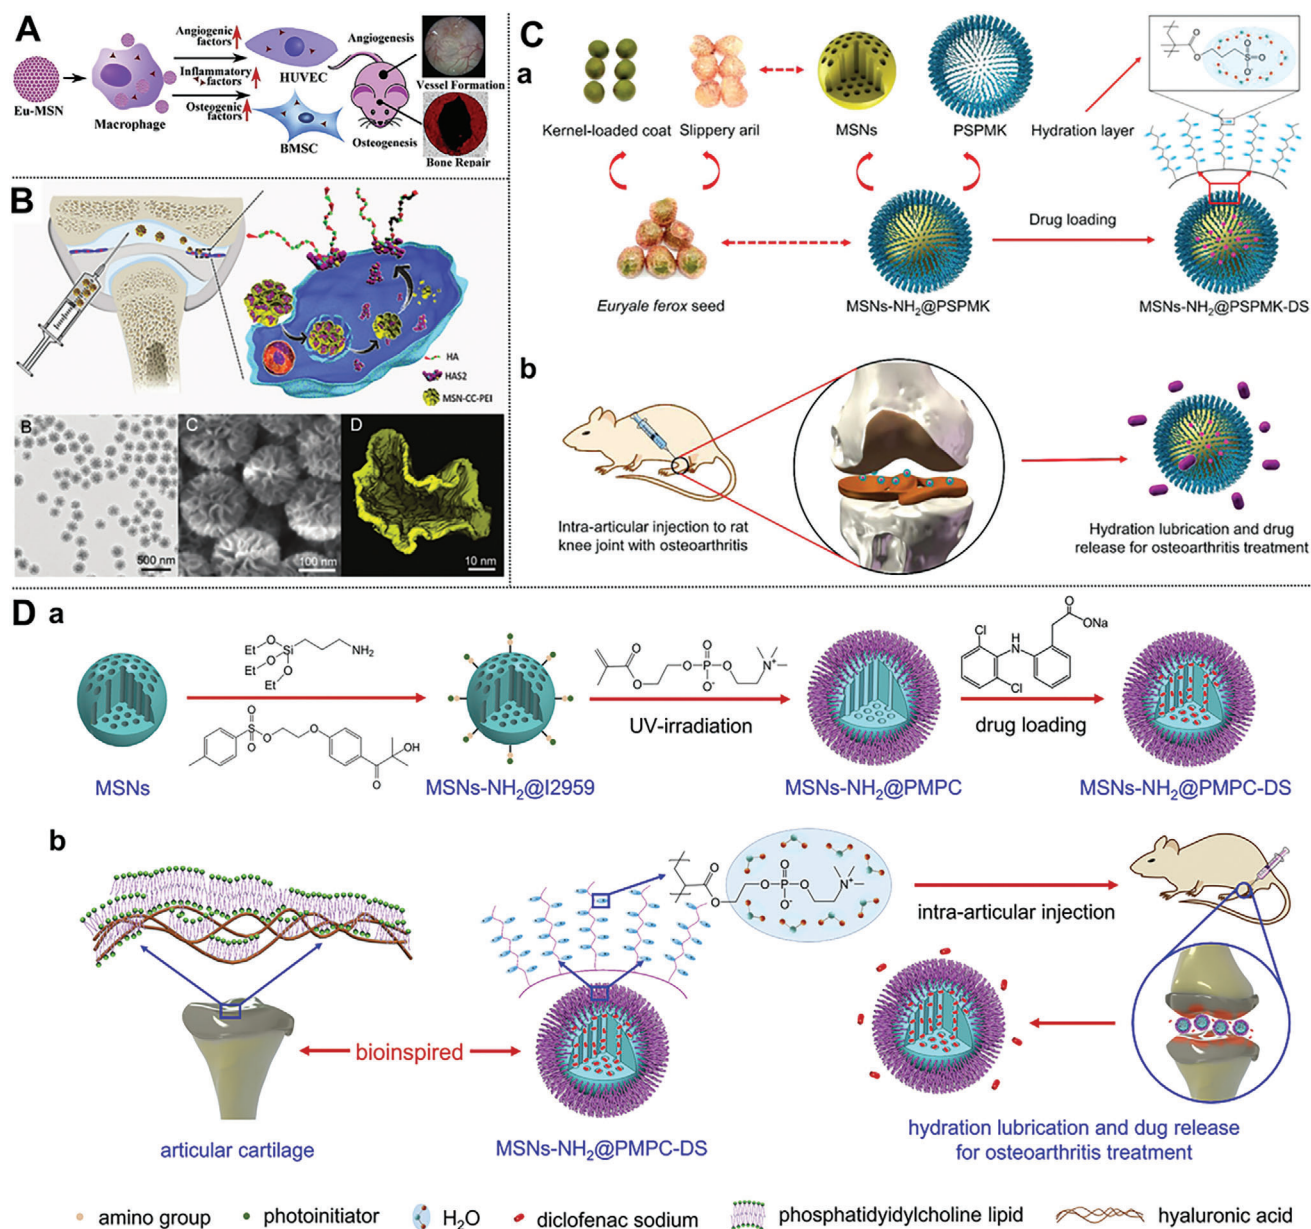 A
Eu-MSN
Macrophage
Angiogenic
factors
Inflammatory
factors
Osteogenic
factors
HUVEC
BMSC
Angiogenesis
Osteogenesis
Vessel Formation
Bone Repair
B
HA
HAS2
MSN-CC-PEI
B
500 nm
C
100 nm
D
10 nm
C
a
Kernel-loaded coat
Slippery aril
MSNs
PSPMK
Hydration layer
O
O
S
O
O
O-
Euryale ferox seed
MSNs-NH2@PSPMK
Drug loading
MSNs-NH2@PSPMK-DS
b
Intra-articular injection to rat
knee joint with osteoarthritis
Hydration lubrication and drug
release for osteoarthritis treatment
D
a
MSNs
Et
O
Si
NH2
Et
O
O
Et
O
S
O
O
O
OH
O
MSNs-NH2@I2959
O
O
O
P
O
O
O-
N+
UV-irradiation
MSNs-NH2@PMPC
O
ONa
Cl
H
N
Cl
drug loading
MSNs-NH2@PMPC-DS
b
articular cartilage
bioinspired
MSNs-NH2@PMPC-DS
O
O
O
P
O
O
O-
N+
intra-articular injection
hydration lubrication and dug release
for osteoarthritis treatment
amino group
photoinitiator
H2O
diclofenac sodium
phosphatidyidylcholine lipid
hyaluronic acid